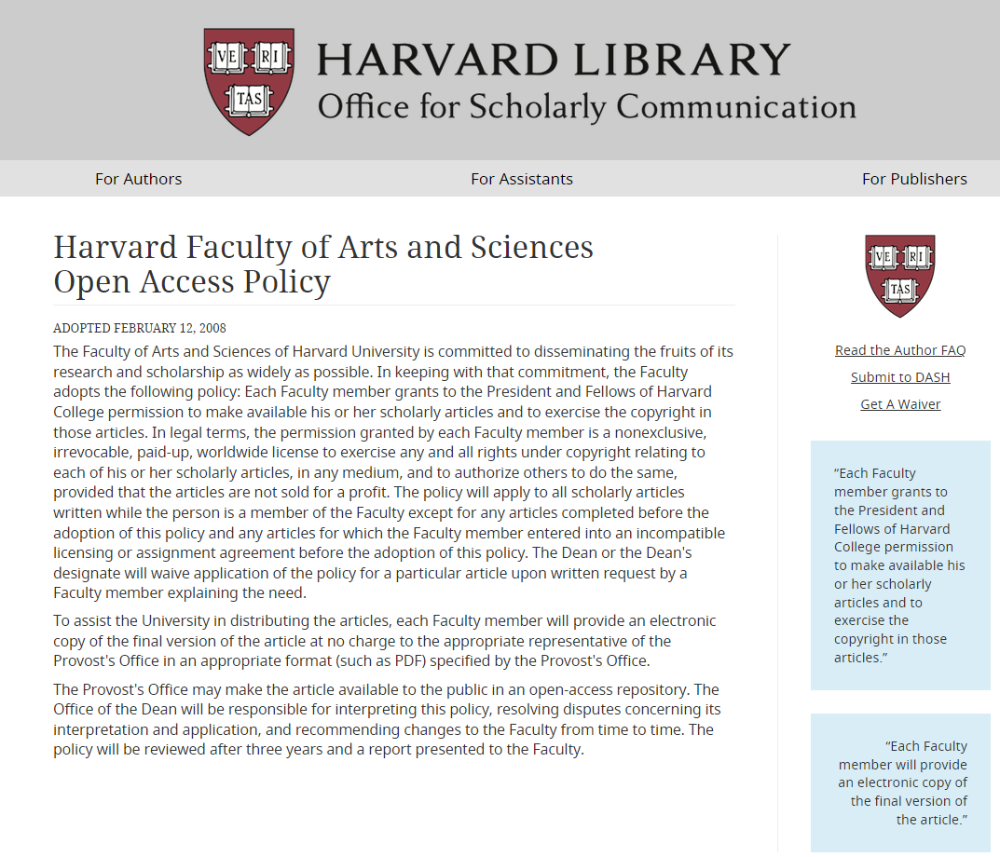 VE RI
TAS
HARVARD LIBRARY
Office for Scholarly Communication
For Authors
For Assistants
For Publishers
Harvard Faculty of Arts and Sciences
Open Access Policy
ADOPTED FEBRUARY 12, 2008
The Faculty of Arts and Sciences of Harvard University is committed to disseminating the fruits of its
research and scholarship as widely as possible. In keeping with that commitment, the Faculty
adopts the following policy: Each Faculty member grants to the President and Fellows of Harvard
College permission to make available his or her scholarly articles and to exercise the copyright in
those articles. In legal terms, the permission granted by each Faculty member is a nonexclusive,
irrevocable, paid-up, worldwide license to exercise any and all rights under copyright relating to
each of his or her scholarly articles, in any medium, and to authorize others to do the same,
provided that the articles are not sold for a profit. The policy will apply to all scholarly articles
written while the person is a member of the Faculty except for any articles completed before the
adoption of this policy and any articles for which the Faculty member entered into an incompatible
licensing or assignment agreement before the adoption of this policy. The Dean or the Dean's
designate will waive application of the policy for a particular article upon written request by a
Faculty member explaining the need.
To assist the University in distributing the articles, each Faculty member will provide an electronic
copy of the final version of the article at no charge to the appropriate representative of the
Provost's Office in an appropriate format (such as PDF) specified by the Provost's Office.
The Provost's Office may make the article available to the public in an open-access repository. The
Office of the Dean will be responsible for interpreting this policy, resolving disputes concerning its
interpretation and application, and recommending changes to the Faculty from time to time. The
policy will be reviewed after three years and a report presented to the Faculty.
VE RI
TAS
Read the Author FAQ
Submit to DASH
Get A Waiver
“Each Faculty
member grants to
the President and
Fellows of Harvard
College permission
to make available his
or her scholarly
articles and to
exercise the
copyright in those
articles.”
“Each Faculty
member will provide
an electronic copy of
the final version of
the article.”